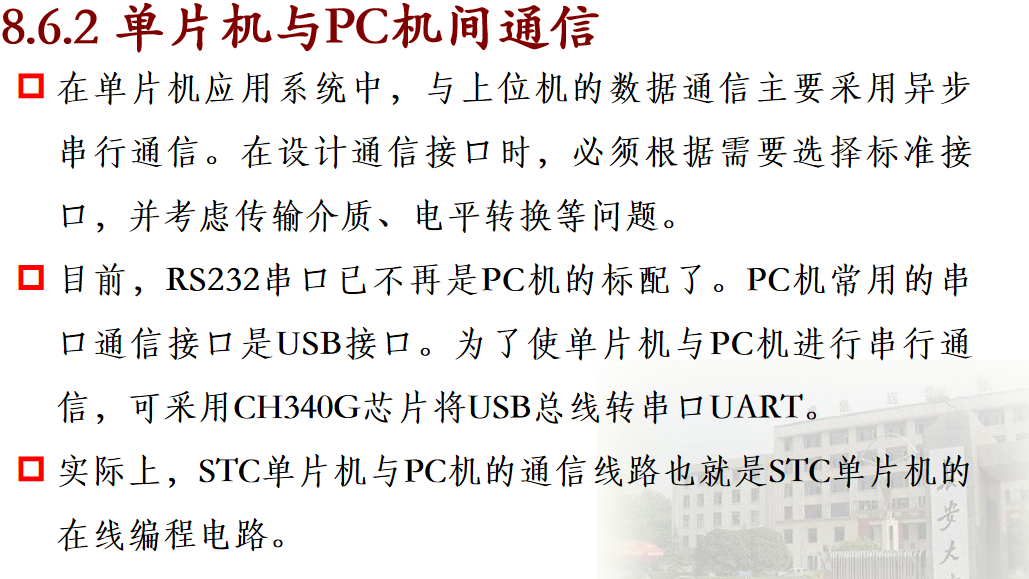 8.6.2 单片机与PC机间通信
在单片机应用系统中，与上位机的数据通信主要采用异步
串行通信。在设计通信接口时，必须根据需要选择标准接
口，并考虑传输介质、电平转换等问题。
目前，RS232串口已不再是PC机的标配了。PC机常用的串
口通信接口是USB接口。为了使单片机与PC机进行串行通
信，可采用CH340G芯片将USB总线转串口UART。
实际上，STC单片机与PC机的通信线路也就是STC单片机的
在线编程电路。
安大